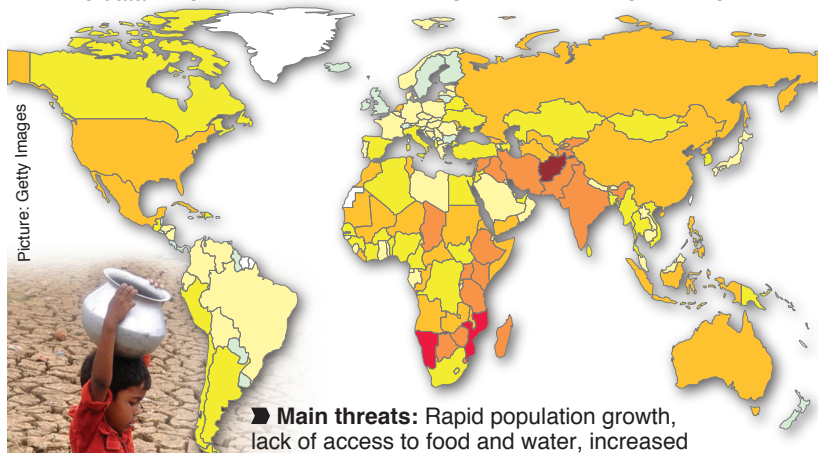 Picture: Getty Images
Main threats: Rapid population growth,
lack of access to food and water, increased